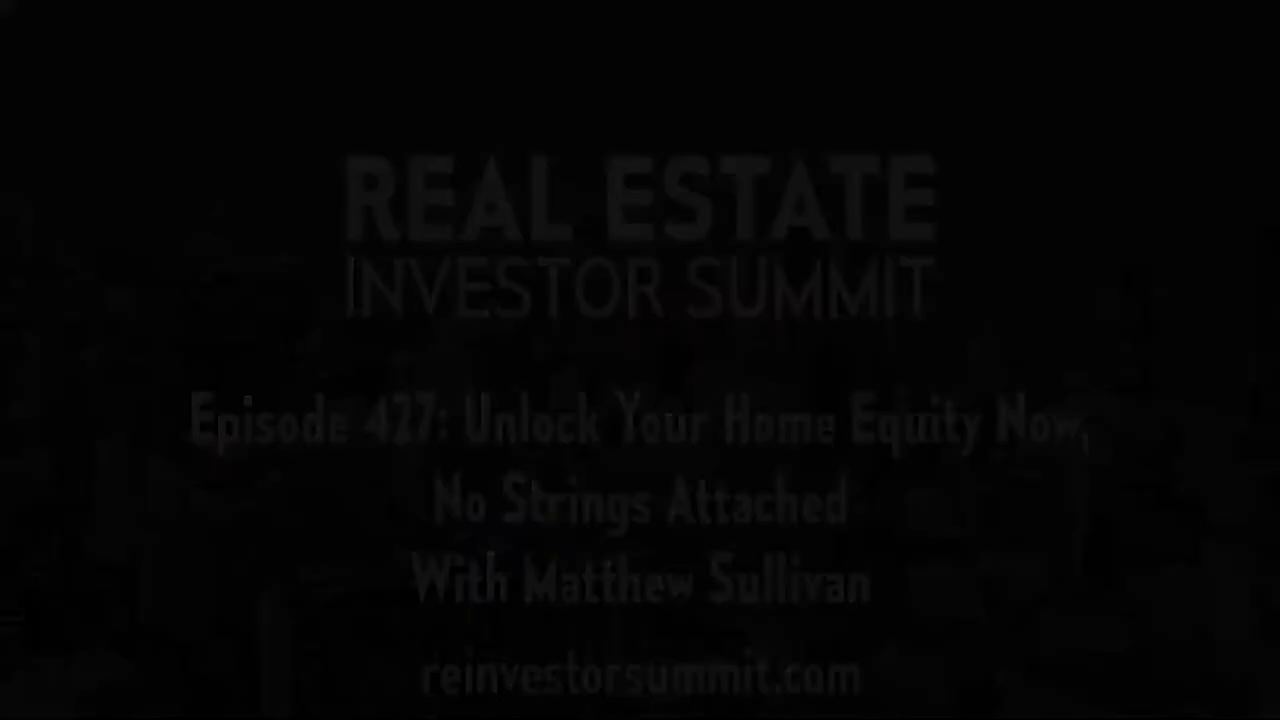 REAL ESTATE
INVESTOR SUMMIT
Episode 427: Unlock Your Home Equity Now,
No Strings Attached
With Matthew Sullivan
reinvestorsummit.com